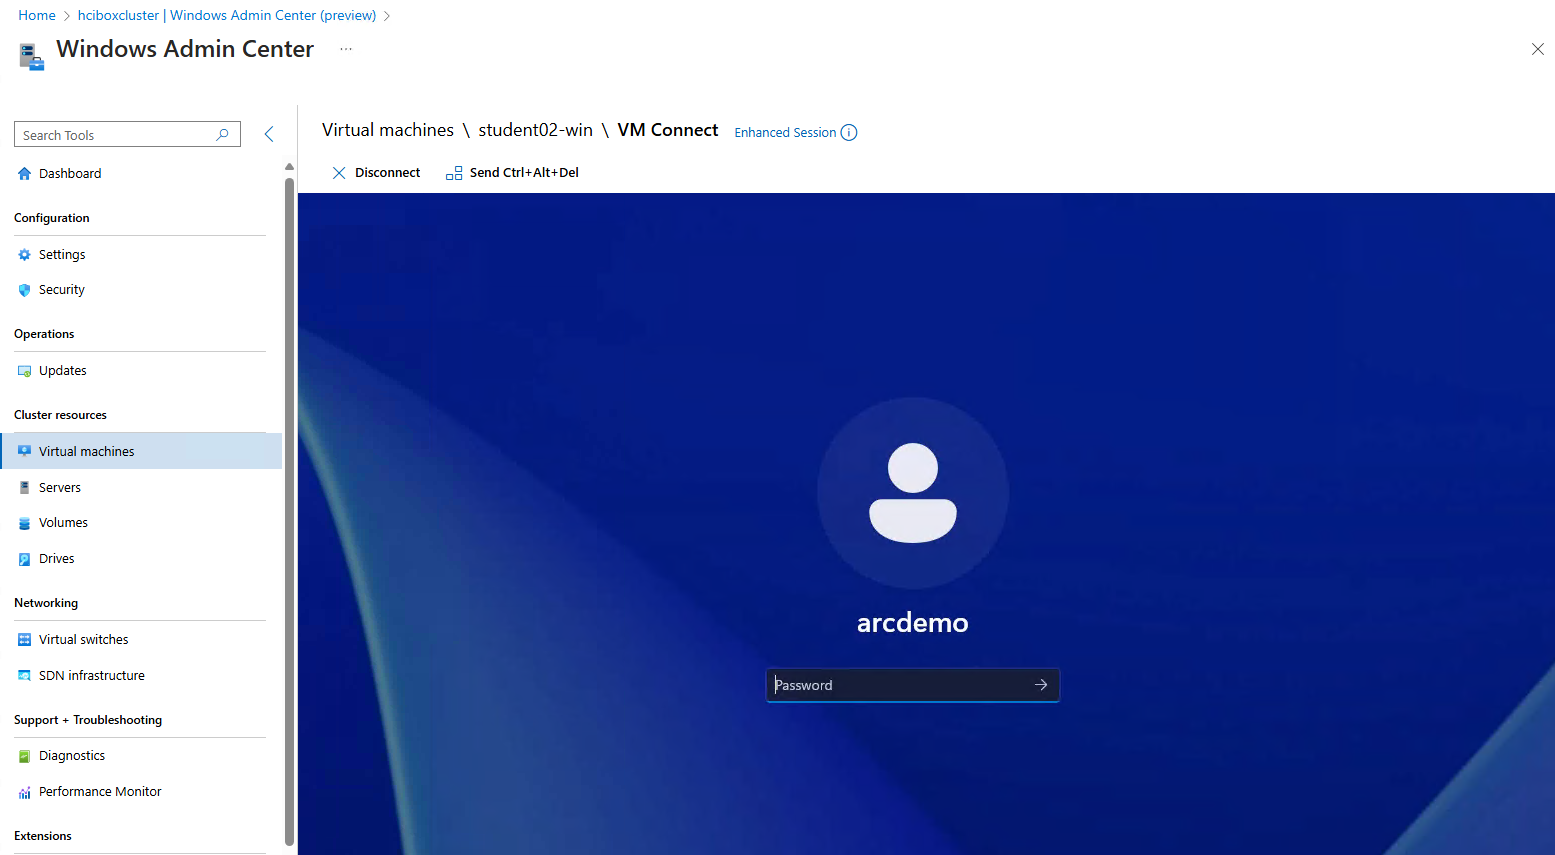 Home > hciboxcluster | Windows Admin Center (preview) >
Windows Admin Center ...
Search Tools
Dashboard
Configuration
Settings
Security
Operations
Updates
Cluster resources
Virtual machines
Servers
Volumes
Drives
Networking
Virtual switches
SDN infrastructure
Support + Troubleshooting
Diagnostics
Performance Monitor
Extensions
Virtual machines \ student02-win \ VM Connect Enhanced Session
Disconnect Send Ctrl+Alt+Del
arcdemo
Password